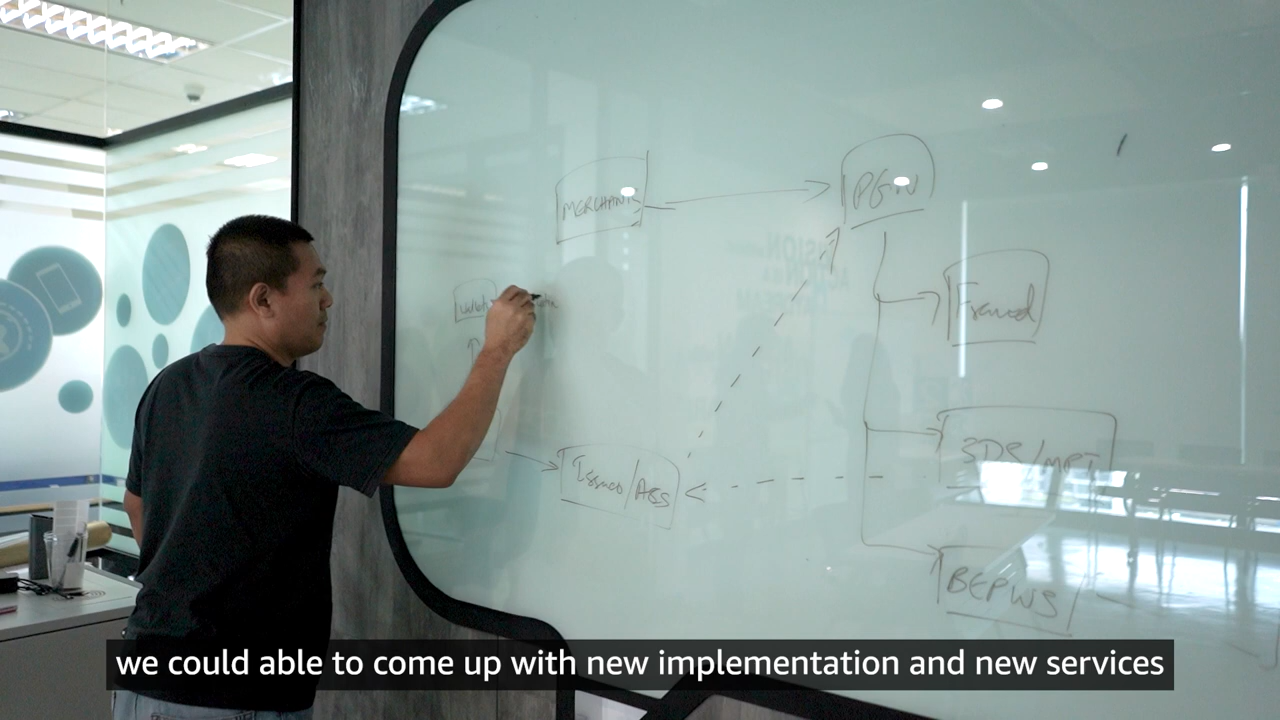 MERCHANTS
PGW
Fraud
3DS/MPI
Issuer/ACS
BEPWS
we could able to come up with new implementation and new services